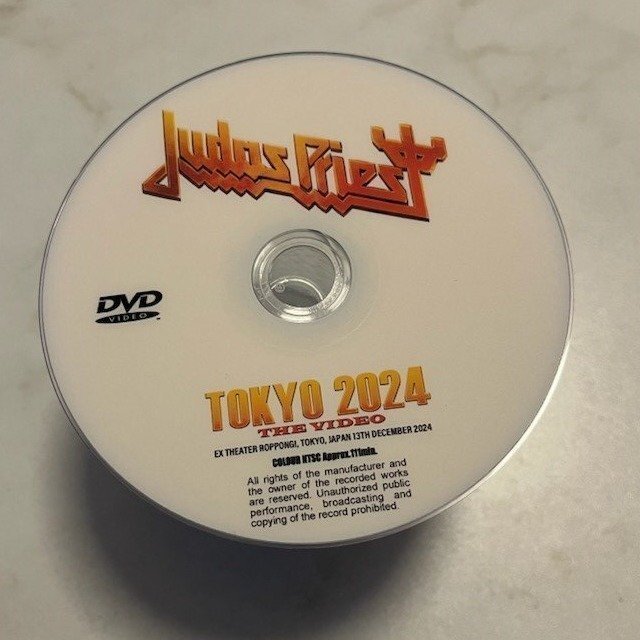 Judas Priest
DVD
VIDEO
TOKYO 2024
THE VIDEO
EX THEATER ROPPONGI, TOKYO, JAPAN 13TH DECEMBER 2024
COLOUR NTSC Approx.111min.
All rights of the manufacturer and
the owner of the recorded works
are reserved. Unauthorized public
performance, broadcasting and
copying of the record prohibited.